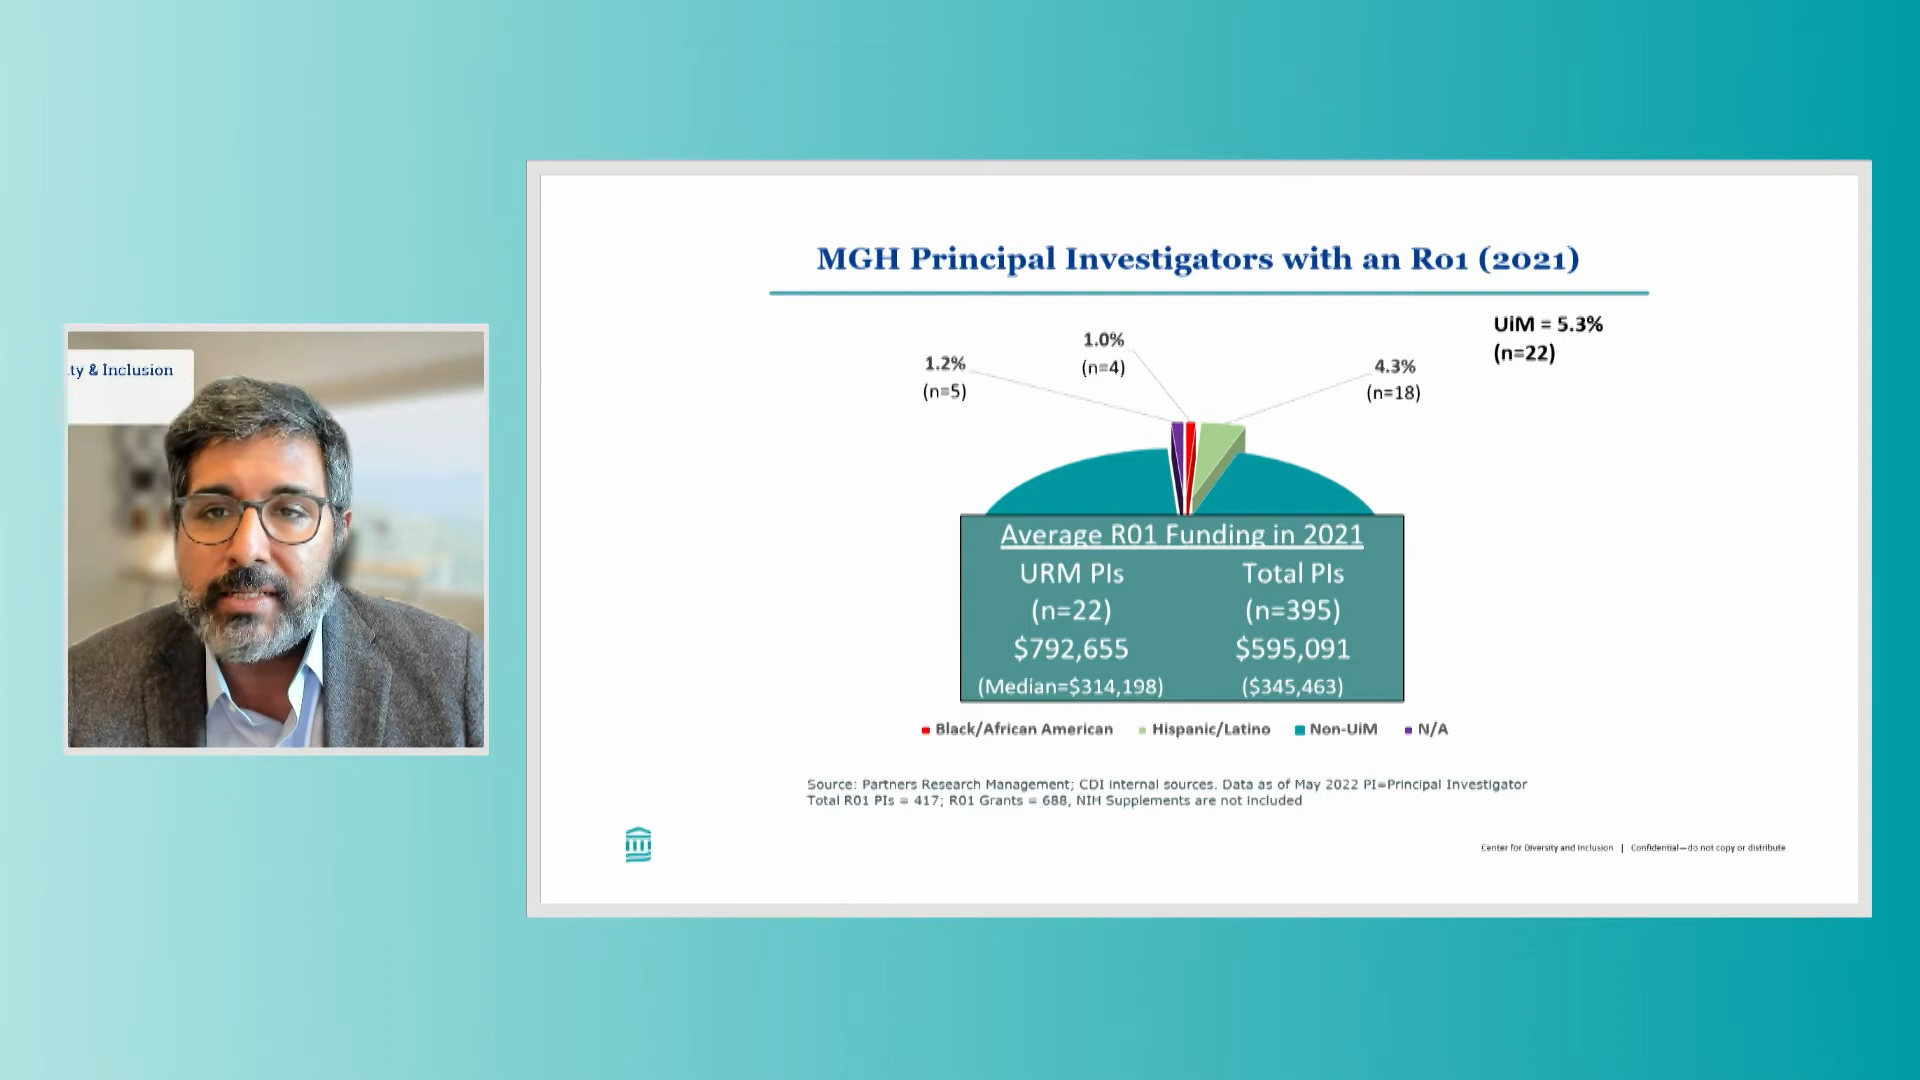 ty & Inclusion
MGH Principal Investigators with an R01 (2021)
UiM = 5.3%
(n=22)
1.2%
(n=5)
1.0%
(n=4)
4.3%
(n=18)
Average R01 Funding in 2021
URM PIs Total PIs
(n=22) (n=395)
$792,655 $595,091
(Median=$314,198) ($345,463)
Black/African American Hispanic/Latino Non-UiM N/A
Source: Partners Research Management; CDI internal sources. Data as of May 2022 PI=Principal Investigator
Total R01 PIs = 417; R01 Grants = 688, NIH Supplements are not included
Center for Diversity and Inclusion | Confidential—do not copy or distribute